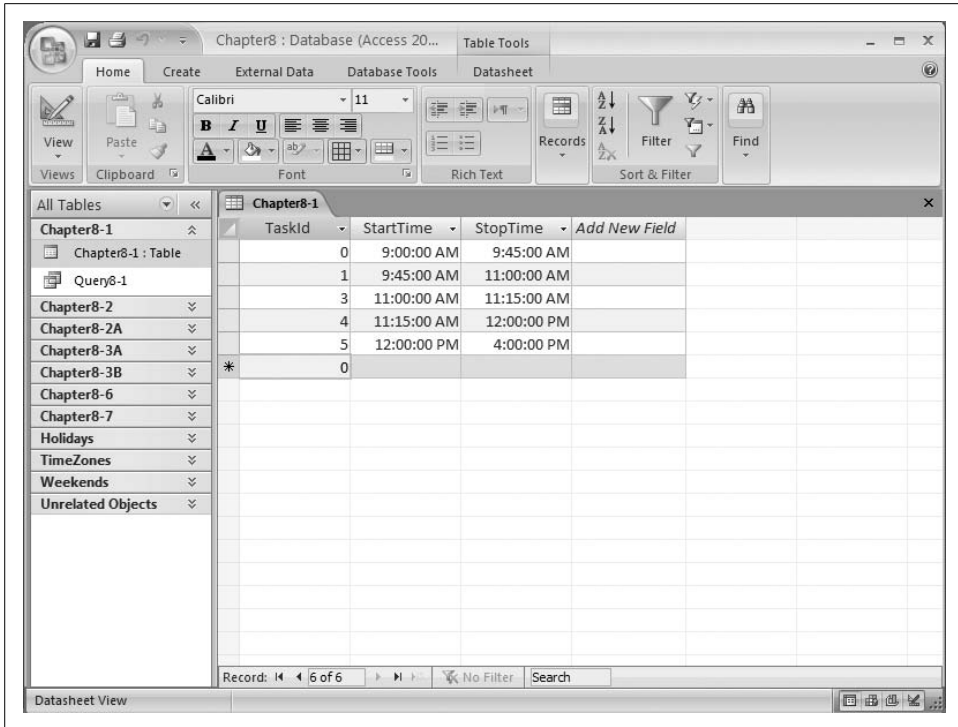 Chapter8 : Database (Access 20...
Table Tools
Home Create External Data Database Tools Datasheet
Calibri 11
B I U
A ab
View
Paste
Records
Filter
Find
Views
Clipboard
Font
Rich Text
Sort & Filter
All Tables
Chapter8-1
Chapter8-1
Chapter8-1 : Table
Query8-1
Chapter8-2
Chapter8-2A
Chapter8-3A
Chapter8-3B
Chapter8-6
Chapter8-7
Holidays
TimeZones
Weekends
Unrelated Objects
TaskId StartTime StopTime Add New Field
0 9:00:00 AM 9:45:00 AM
1 9:45:00 AM 11:00:00 AM
3 11:00:00 AM 11:15:00 AM
4 11:15:00 AM 12:00:00 PM
5 12:00:00 PM 4:00:00 PM
0
Record: 6 of 6 No Filter Search
Datasheet View